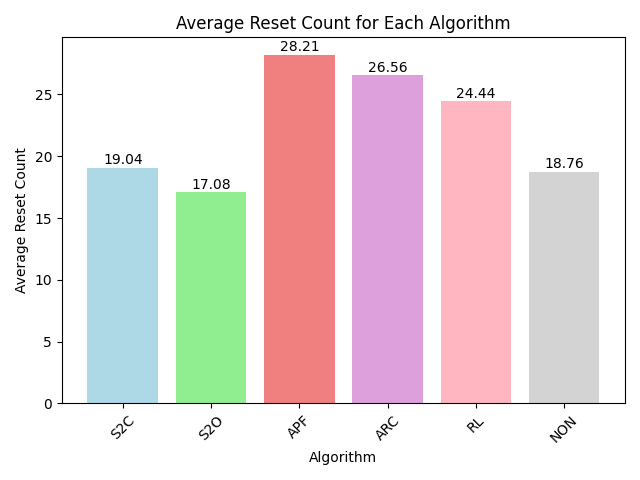 Average Reset Count for Each Algorithm
28.21
26.56
24.44
19.04
18.76
17.08
25
20
15
10
5
0
Average Reset Count
S2C
S2O
APF
ARC
RL
NON
Algorithm